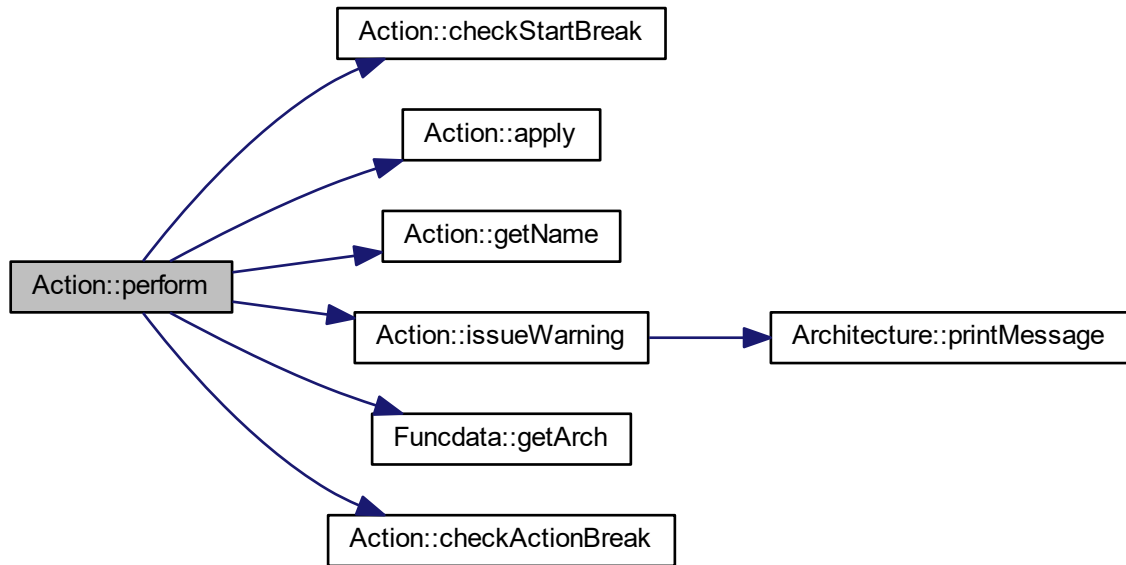 Action::checkStartBreak
Action::apply
Action::getName
Action::perform
Action::issueWarning
Architecture::printMessage
Funcdata::getArch
Action::checkActionBreak